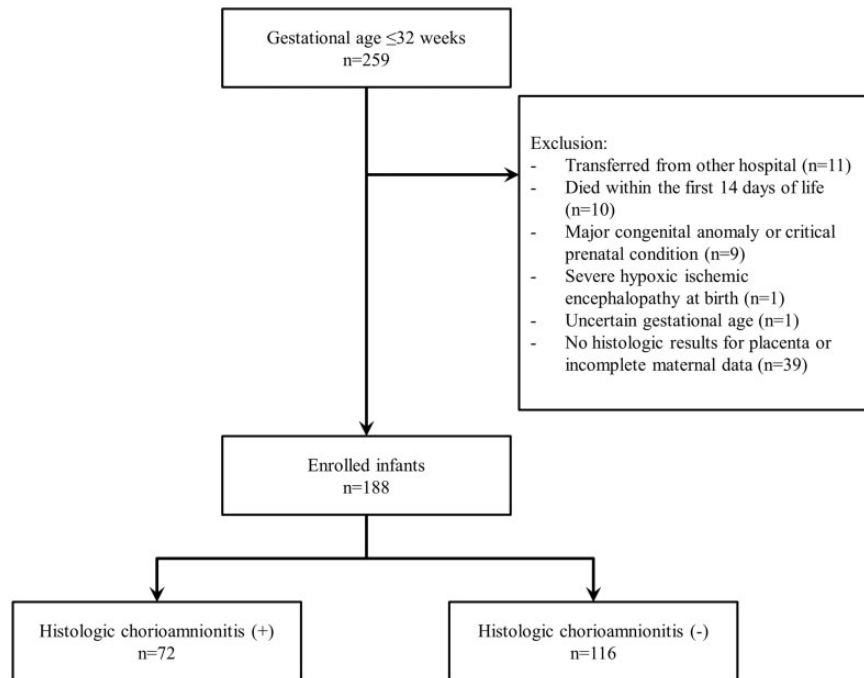 Gestational age ≤32 weeks
n=259
Exclusion:
- Transferred from other hospital (n=11)
- Died within the first 14 days of life
(n=10)
- Major congenital anomaly or critical
prenatal condition (n=9)
- Severe hypoxic ischemic
encephalopathy at birth (n=1)
- Uncertain gestational age (n=1)
- No histologic results for placenta or
incomplete maternal data (n=39)
Enrolled infants
n=188
Histologic chorioamnionitis (+)
n=72
Histologic chorioamnionitis (-)
n=116